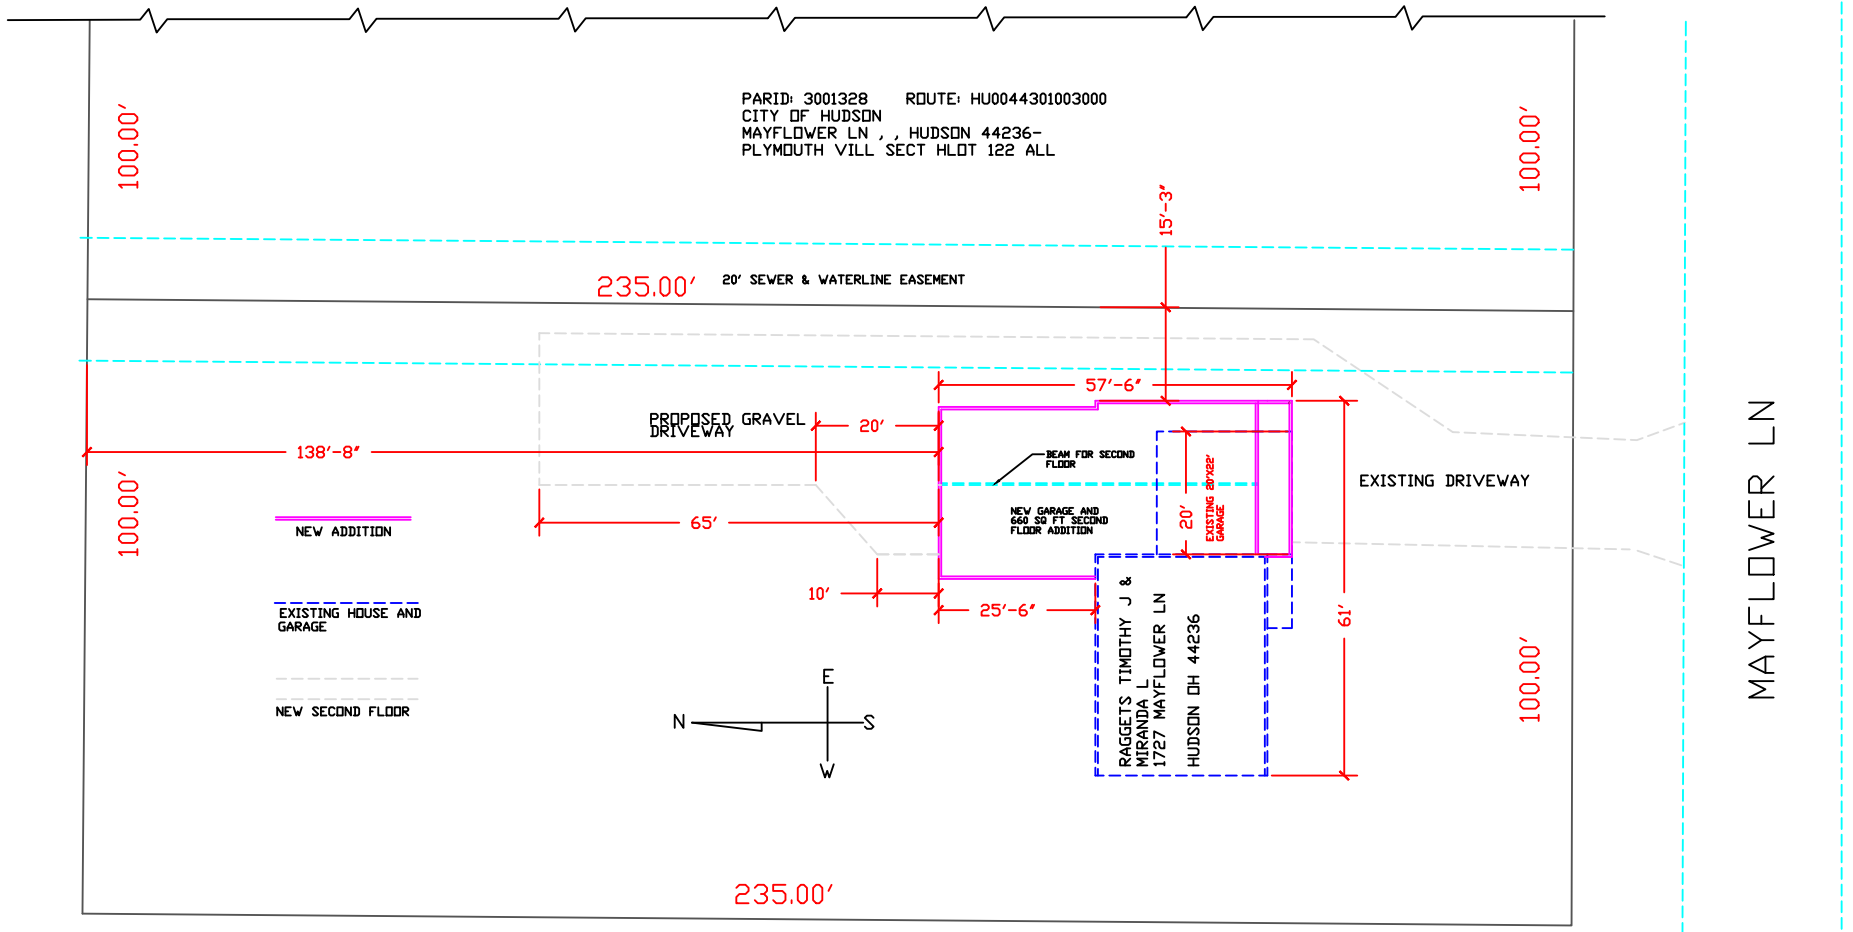 PARID: 3001328 ROUTE: HU0044301003000
CITY OF HUDSON
MAYFLOWER LN , , HUDSON 44236-
PLYMOUTH VILL SECT HLOT 122 ALL
100.00'
100.00'
15'-3"
235.00'
20' SEWER & WATERLINE EASEMENT
57'-6"
PROPOSED GRAVEL
DRIVEWAY
20'
138'-8"
BEAM FOR SECOND
FLOOR
EXISTING DRIVEWAY
EXISTING 20'X22'
GARAGE
20'
NEW GARAGE AND
660 SQ FT SECOND
FLOOR ADDITION
65'
100.00'
NEW ADDITION
10'
25'-6"
61'
EXISTING HOUSE AND
GARAGE
RAGGETS TIMOTHY J &
MIRANDA L
1727 MAYFLOWER LN
HUDSON OH 44236
100.00'
MAYFLOWER LN
NEW SECOND FLOOR
E
N
S
W
235.00'